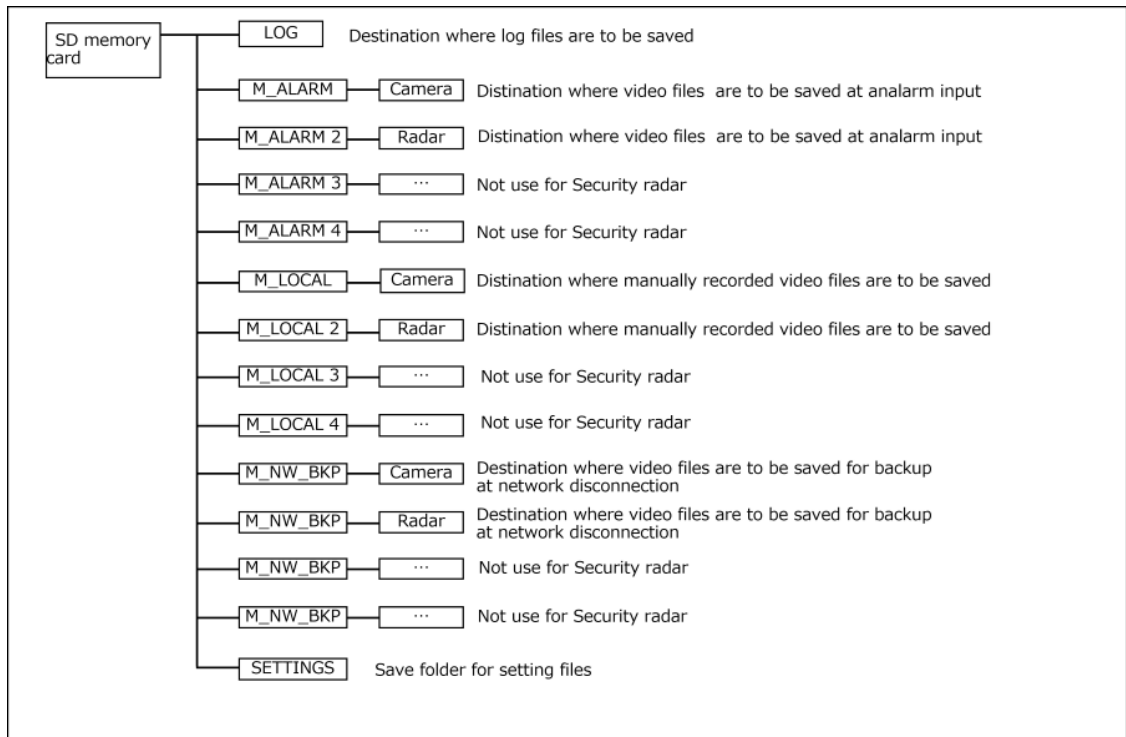 SD memory
card
LOG Destination where log files are to be saved
M_ALARM Camera Distination where video files are to be saved at analarm input
M_ALARM 2 Radar Distination where video files are to be saved at analarm input
M_ALARM 3 … Not use for Security radar
M_ALARM 4 … Not use for Security radar
M_LOCAL Camera Distination where manually recorded video files are to be saved
M_LOCAL 2 Radar Distination where manually recorded video files are to be saved
M_LOCAL 3 … Not use for Security radar
M_LOCAL 4 … Not use for Security radar
M_NW_BKP Camera Destination where video files are to be saved for backup
at network disconnection
M_NW_BKP Radar Destination where video files are to be saved for backup
at network disconnection
M_NW_BKP … Not use for Security radar
M_NW_BKP … Not use for Security radar
SETTINGS Save folder for setting files